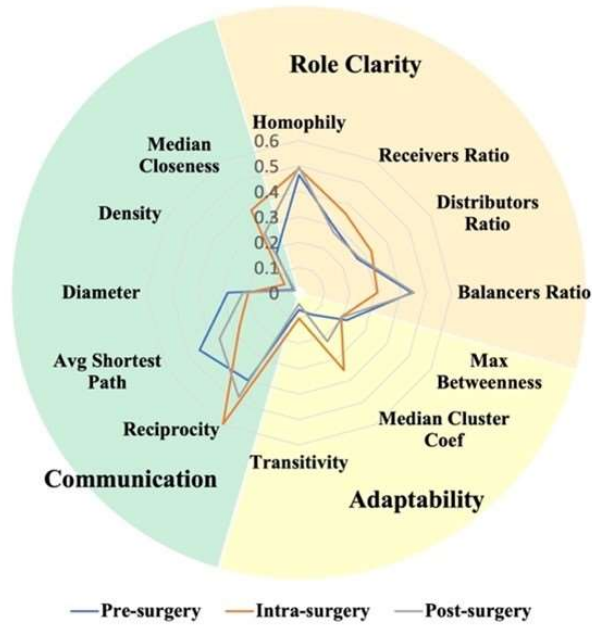 Role Clarity
Homophily
0.6
0.5
0.4
0.3
0.2
0.1
0
Receivers Ratio
Distributors
Ratio
Balancers Ratio
Max
Betweenness
Median Cluster
Coef
Adaptability
Transitivity
Reciprocity
Communication
Avg Shortest
Path
Diameter
Density
Median
Closeness
Pre-surgery
Intra-surgery
Post-surgery